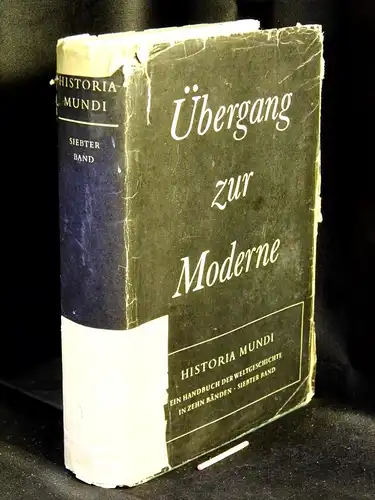 HISTORIA
MUNDI
SIEBTER
BAND
Übergang
zur
Moderne
HISTORIA MUNDI
EIN HANDBUCH DER WELTGESCHICHTE
IN ZEHN BÄNDEN · SIEBTER BAND